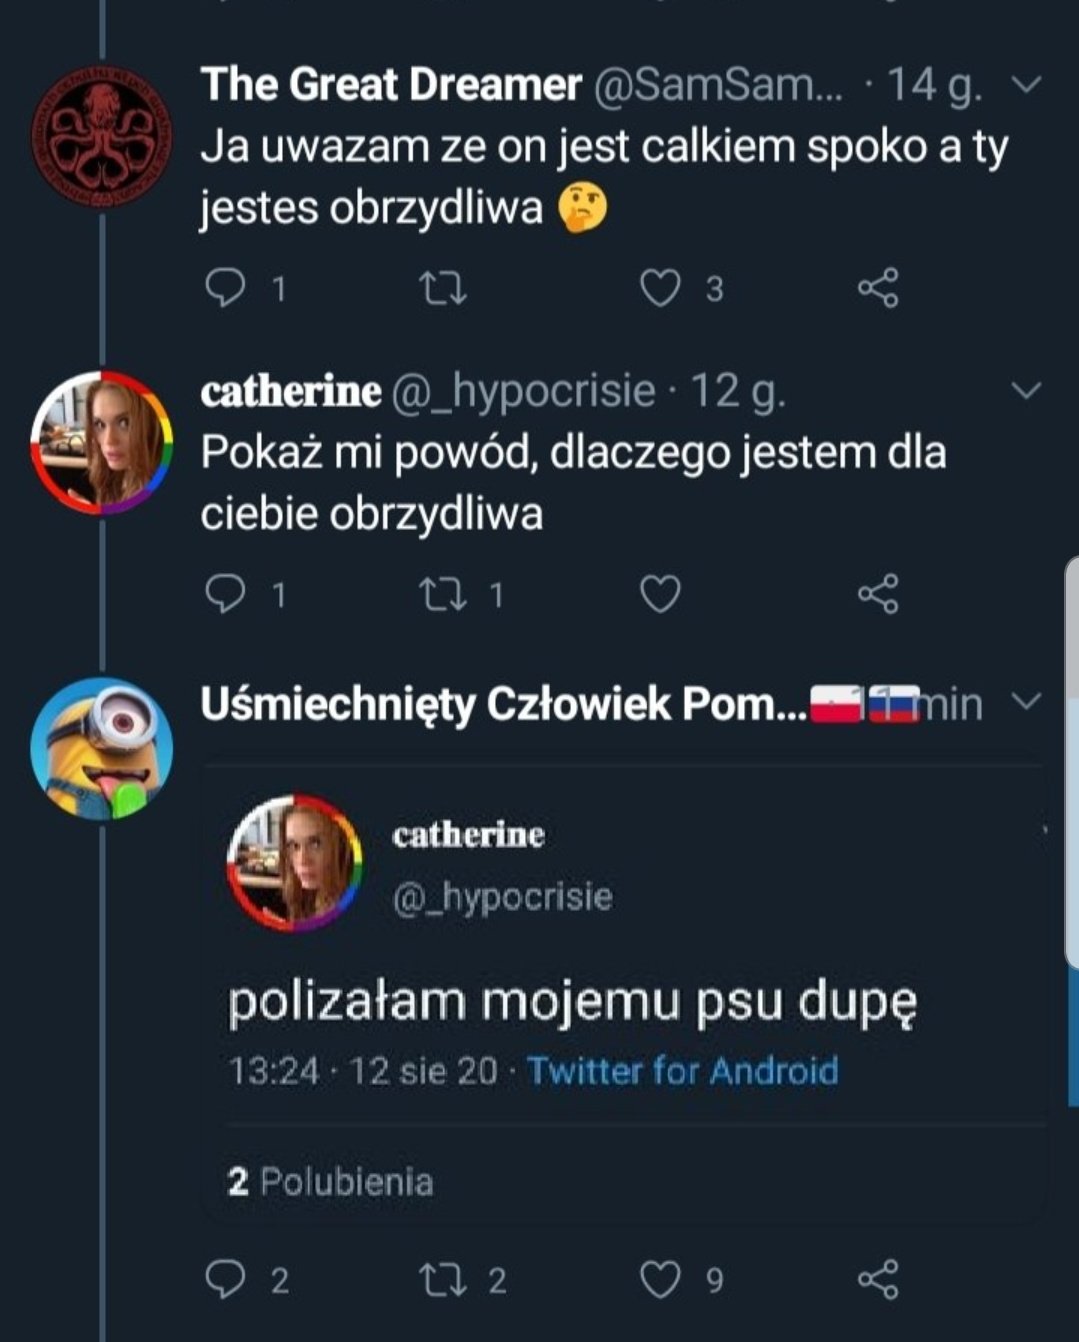 The Great Dreamer @SamSam... · 14 g.
Ja uwazam ze on jest calkiem spoko a ty
jestes obrzydliwa 🤔
1 3
catherine @_hypocrisie · 12 g.
Pokaż mi powód, dlaczego jestem dla
ciebie obrzydliwa
1 1
Uśmiechnięty Człowiek Pom... 11 min
catherine
@_hypocrisie
polizałam mojemu psu dupę
13:24 · 12 sie 20 · Twitter for Android
2 Polubienia
2 2 9